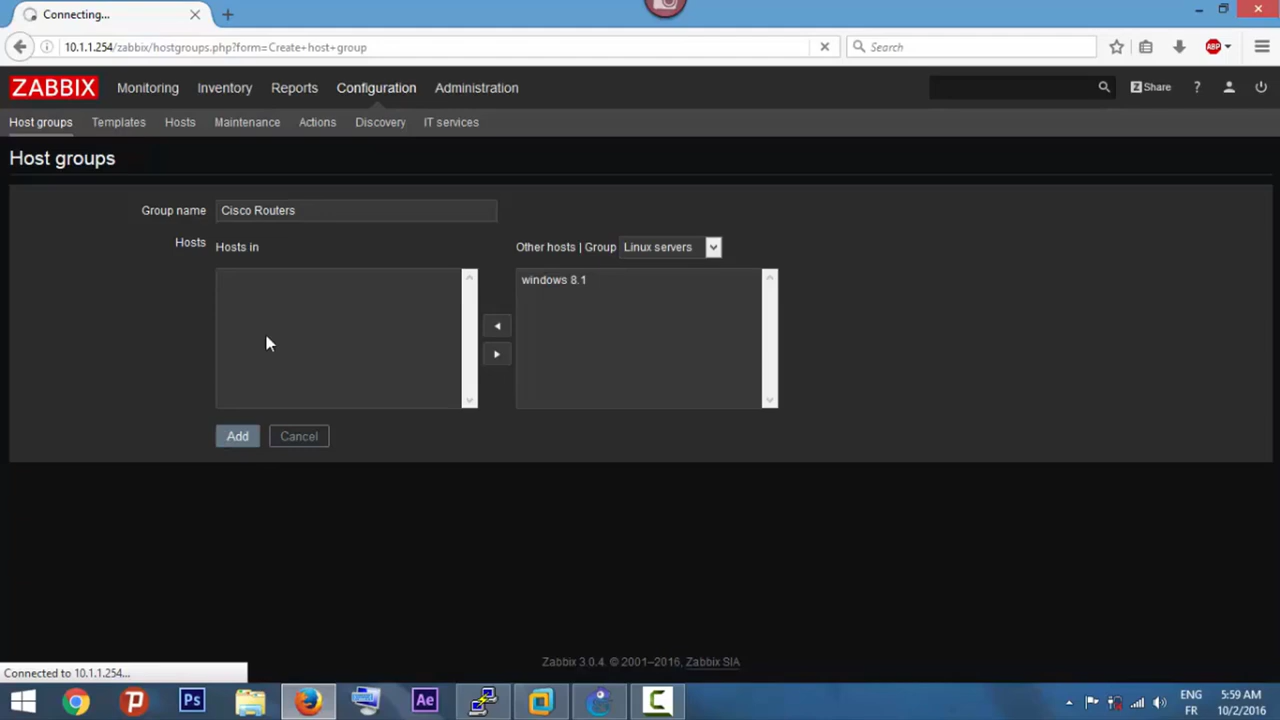 Connecting...
10.1.1.254/zabbix/hostgroups.php?form=Create+host+group
Search
ABP
ZABBIX Monitoring Inventory Reports Configuration Administration Z Share ?
Host groups Templates Hosts Maintenance Actions Discovery IT services
Host groups
Group name Cisco Routers
Hosts Hosts in Other hosts | Group Linux servers
windows 8.1
Add Cancel
Zabbix 3.0.4. © 2001–2016, Zabbix SIA
Connected to 10.1.1.254...
Ps Ae C
ENG 5:59 AM
FR 10/2/2016